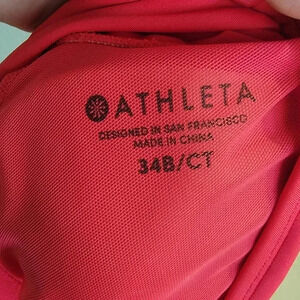 ATHLETA
DESIGNED IN SAN FRANCISCO
MADE IN CHINA
34B/CT